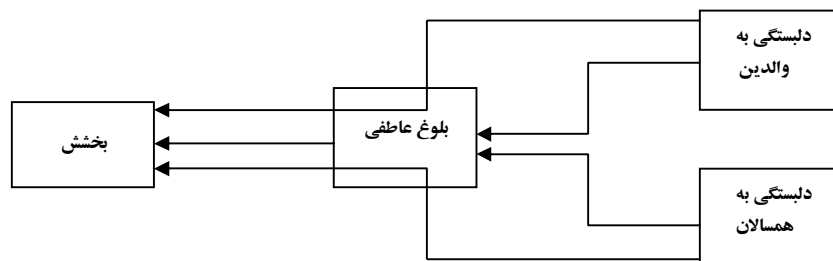 دلبستگی به
والدین
بلوغ عاطفی
بخشش
دلبستگی به
همسالان